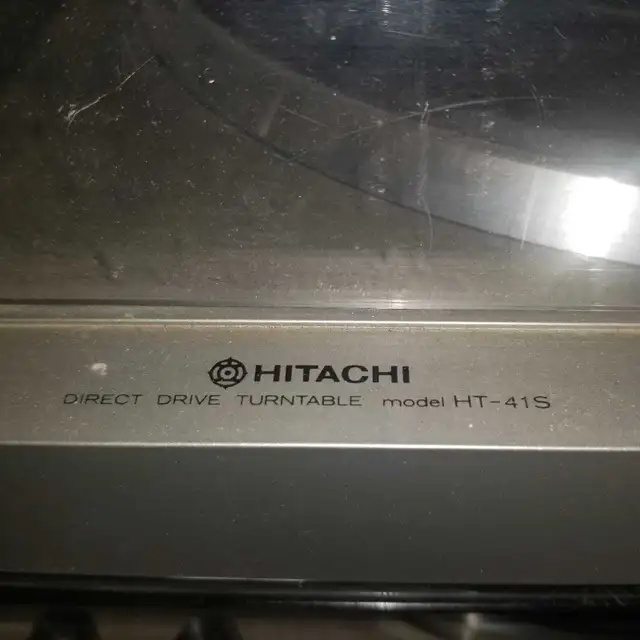 HITACHI
DIRECT DRIVE TURNTABLE model HT-41S